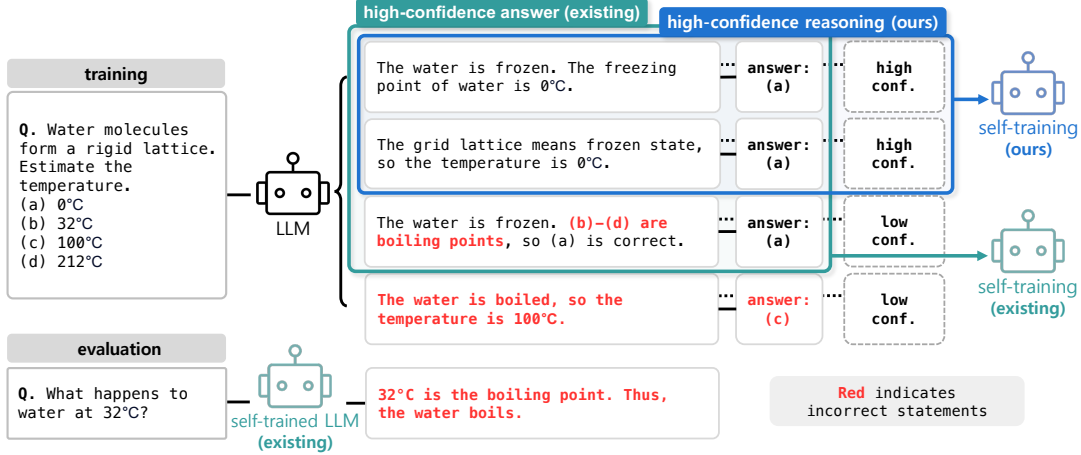 high-confidence answer (existing)
high-confidence reasoning (ours)
training
Q. Water molecules
form a rigid lattice.
Estimate the
temperature.
(a) 0℃
(b) 32℃
(c) 100℃
(d) 212℃
LLM
The water is frozen. The freezing
point of water is 0℃.
answer:
(a)
high
conf.
The grid lattice means frozen state,
so the temperature is 0℃.
answer:
(a)
high
conf.
The water is frozen. (b)–(d) are
boiling points, so (a) is correct.
answer:
(a)
low
conf.
The water is boiled, so the
temperature is 100℃.
answer:
(c)
low
conf.
self-training
(ours)
self-training
(existing)
evaluation
Q. What happens to
water at 32℃?
self-trained LLM
(existing)
32°C is the boiling point. Thus,
the water boils.
Red indicates
incorrect statements